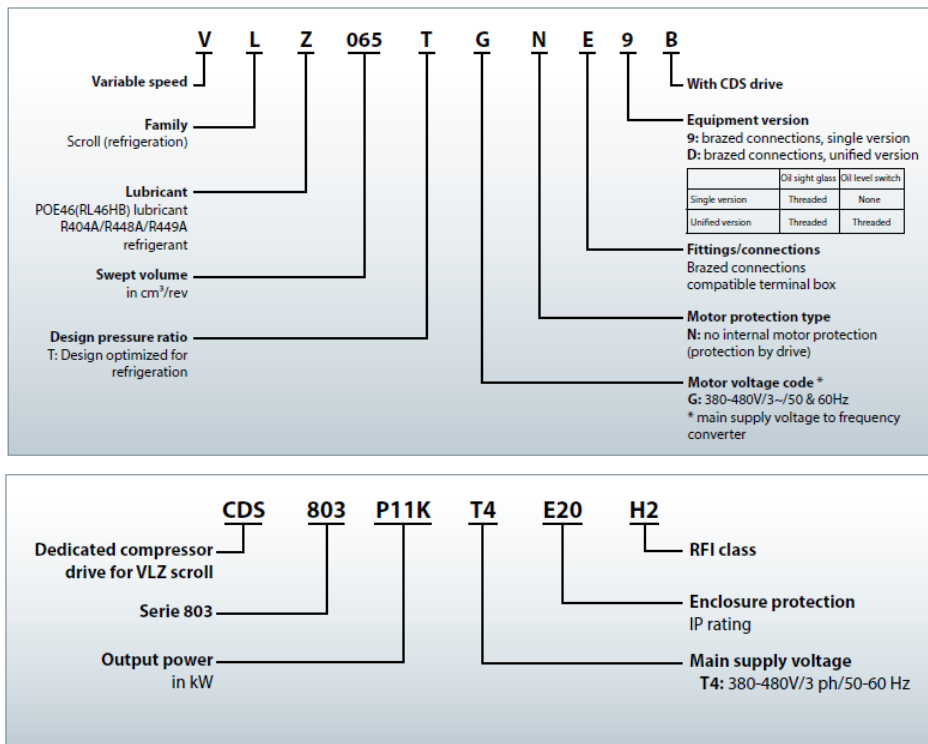 V L Z 065 T G N E 9 B
Variable speed
Family
Scroll (refrigeration)
Lubricant
POE46(RL46HB) lubricant
R404A/R448A/R449A
refrigerant
Swept volume
in cm³/rev
Design pressure ratio
T: Design optimized for
refrigeration
With CDS drive
Equipment version
9: brazed connections, single version
D: brazed connections, unified version
Oil sight glass Oil level switch
Single version Threaded None
Unified version Threaded Threaded
Fittings/connections
Brazed connections
compatible terminal box
Motor protection type
N: no internal motor protection
(protection by drive)
Motor voltage code *
G: 380-480V/3~/50 & 60Hz
* main supply voltage to frequency
converter
CDS 803 P11K T4 E20 H2
Dedicated compressor
drive for VLZ scroll
Serie 803
Output power
in kW
RFI class
Enclosure protection
IP rating
Main supply voltage
T4: 380-480V/3 ph/50-60 Hz